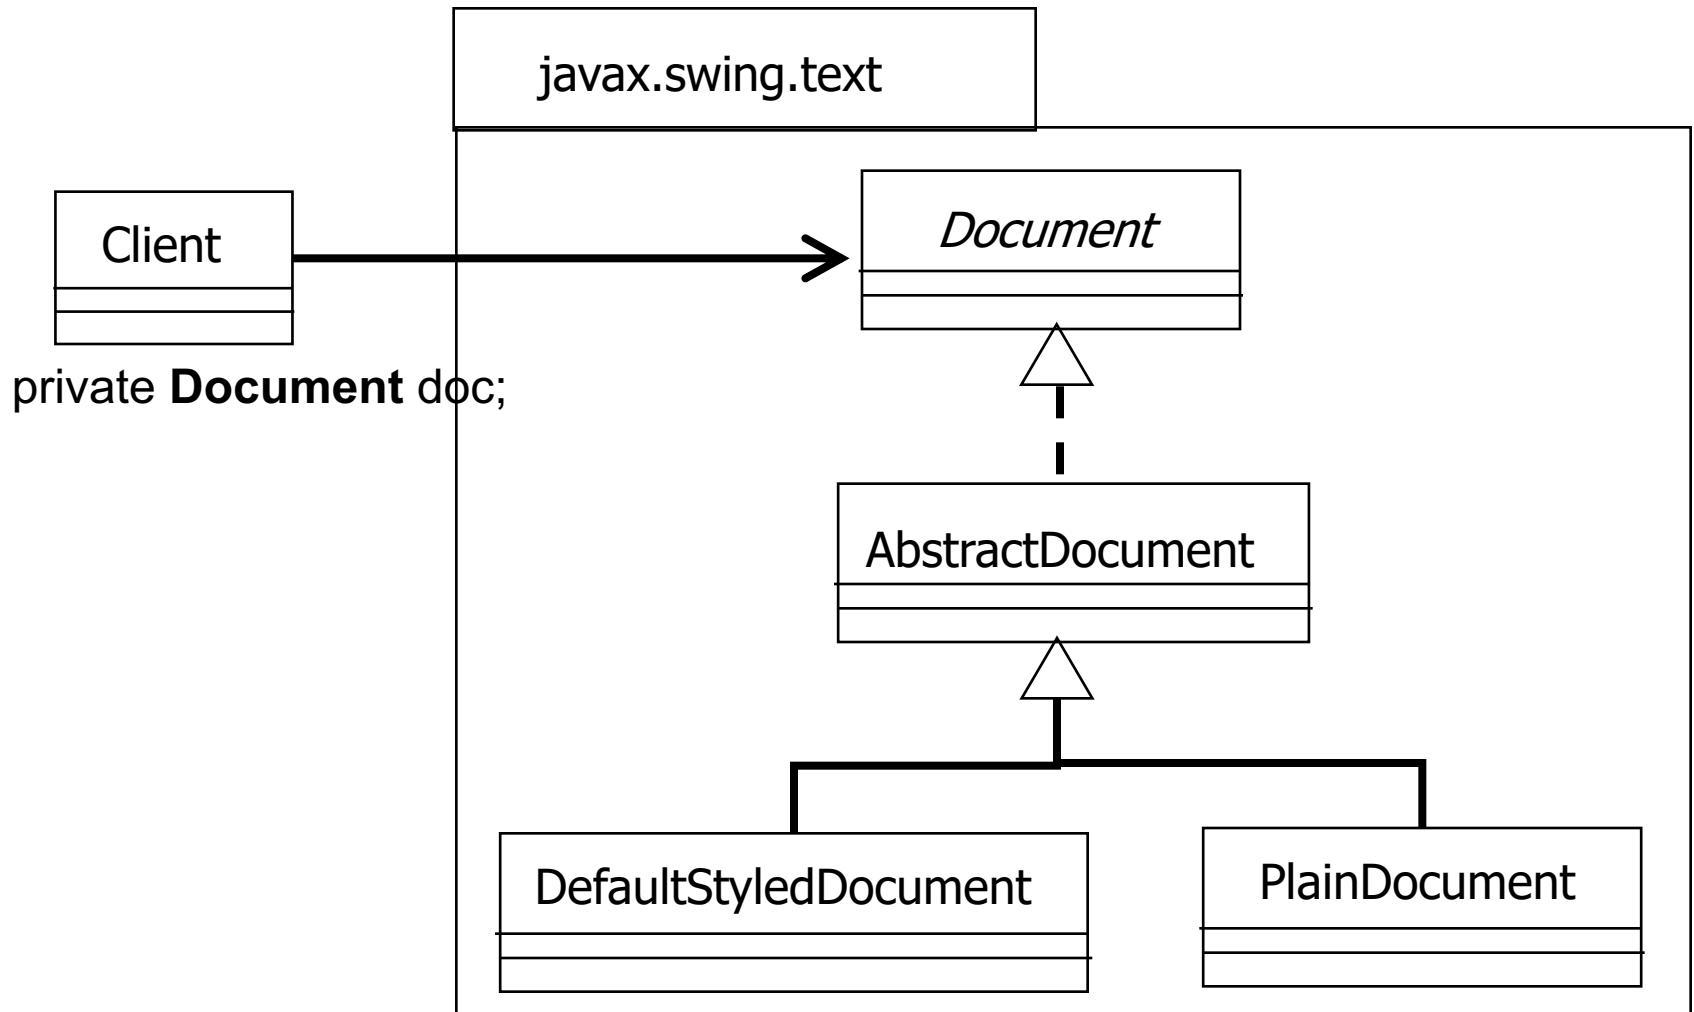 javax.swing.text
Client
Document
private Document doc;
AbstractDocument
DefaultStyledDocument
PlainDocument